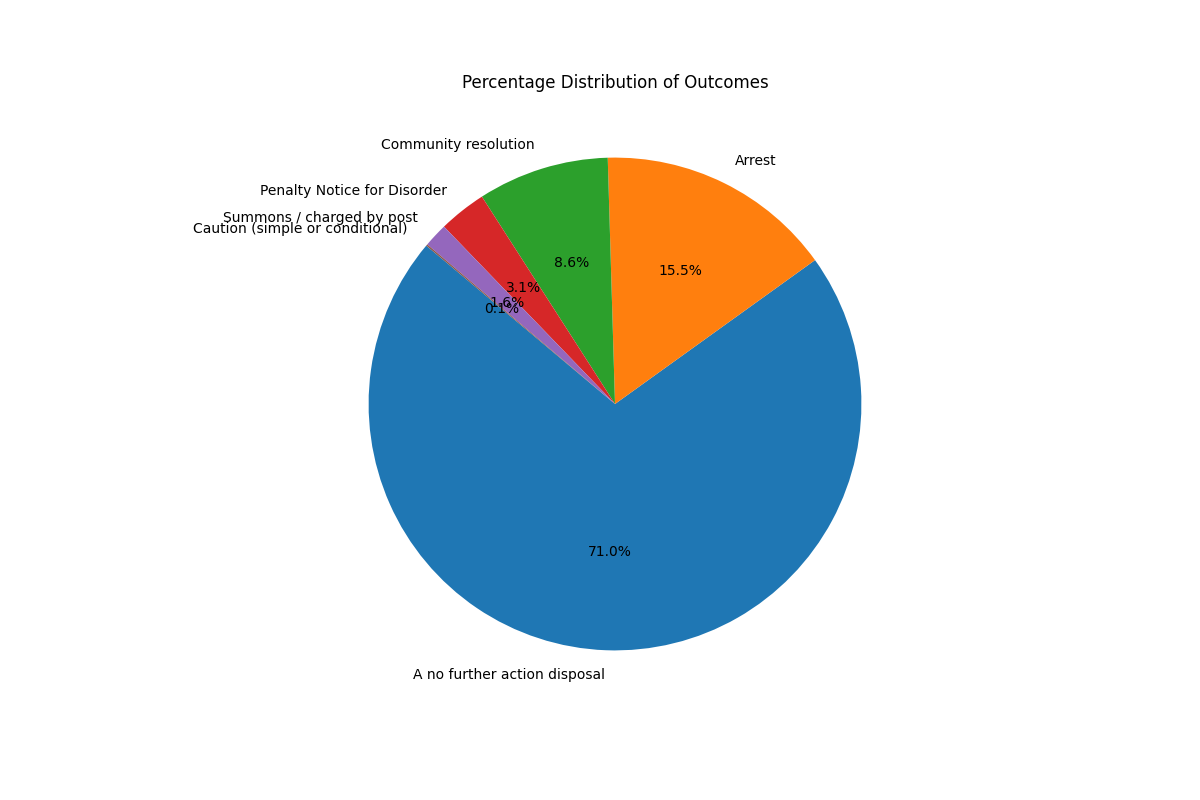 Percentage Distribution of Outcomes
Community resolution
Arrest
Penalty Notice for Disorder
Summons / charged by post
Caution (simple or conditional)
8.6%
15.5%
3.1%
1.6%
0.1%
71.0%
A no further action disposal